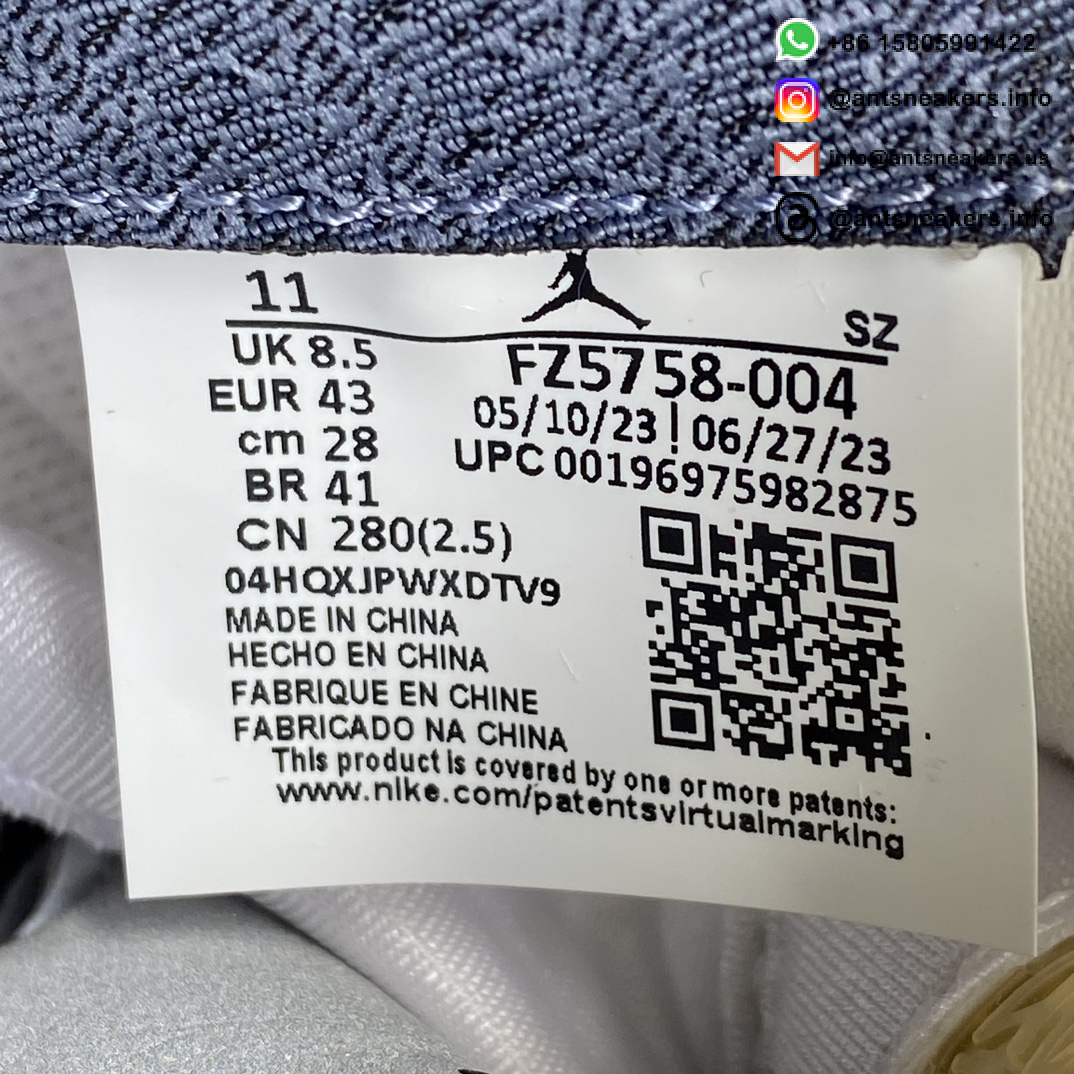 +86 15805991422
@antsneakers.info
info@antsneakers.us
@antsneakers.info
11
SZ
UK 8.5
EUR 43
cm 28
BR 41
CN 280(2.5)
FZ5758-004
05/10/23 | 06/27/23
UPC 00196975982875
04HQXJPWXDTV9
MADE IN CHINA
HECHO EN CHINA
FABRIQUE EN CHINE
FABRICADO NA CHINA
This product is covered by one or more patents:
www.nike.com/patentsvirtualmarking